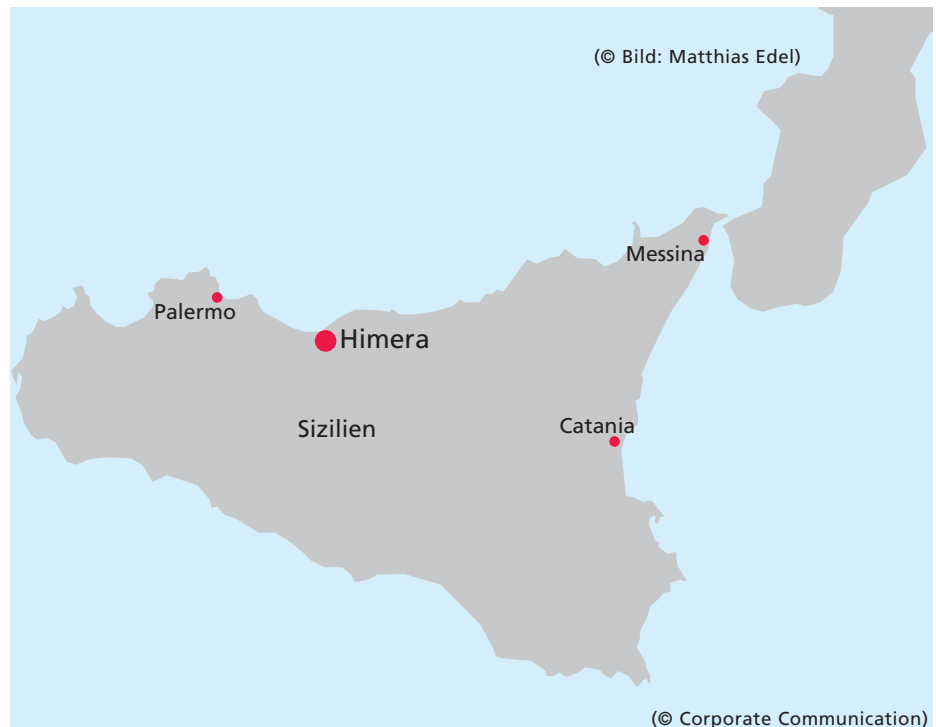 (© Bild: Matthias Edel)
Messina
Palermo
Himera
Sizilien
Catania
(© Corporate Communication)